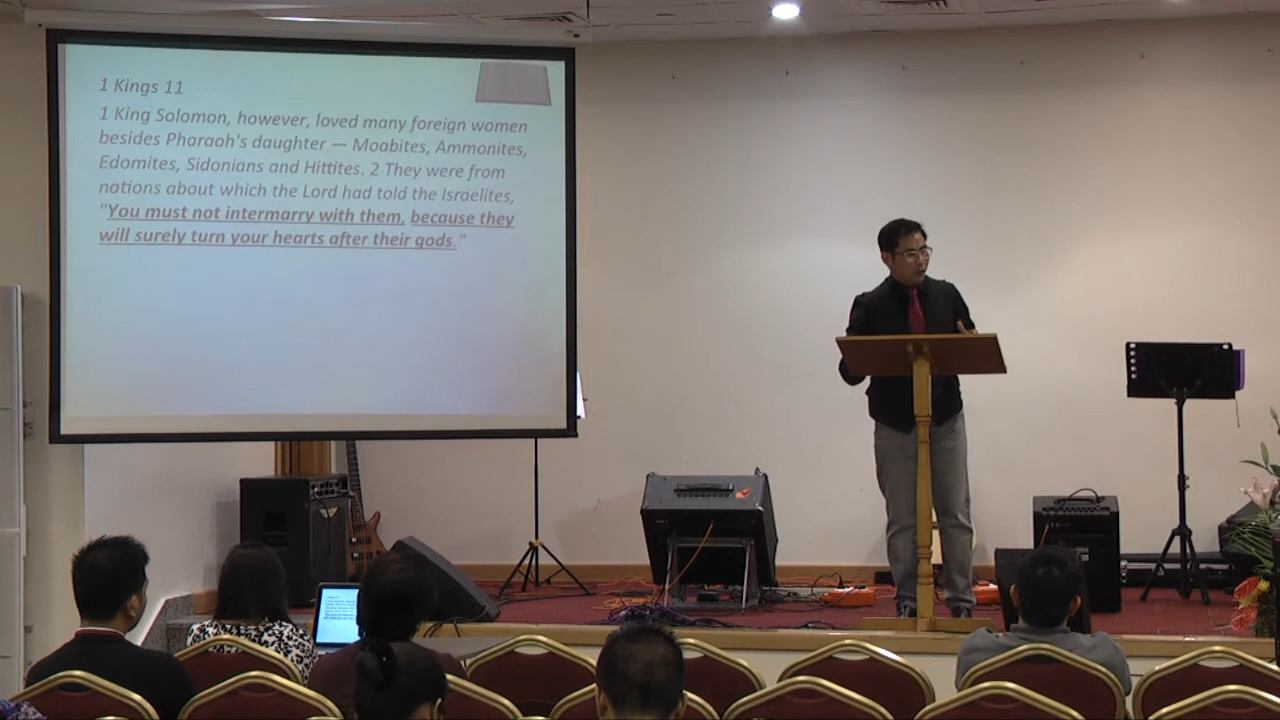 1 Kings 11
1 King Solomon, however, loved many foreign women
besides Pharaoh's daughter — Moabites, Ammonites,
Edomites, Sidonians and Hittites. 2 They were from
nations about which the Lord had told the Israelites,
"You must not intermarry with them, because they
will surely turn your hearts after their gods."